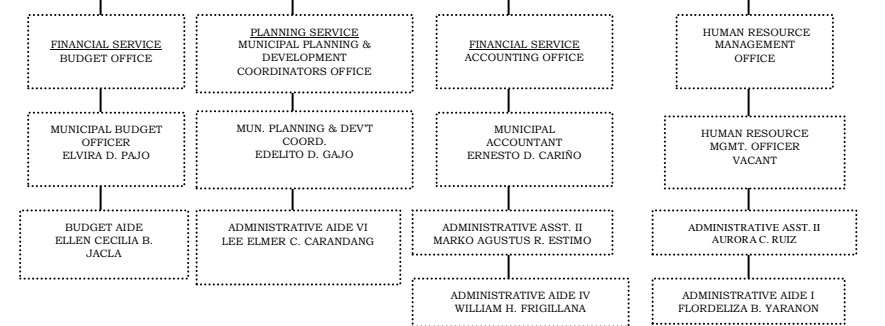 FINANCIAL SERVICE
BUDGET OFFICE
MUNICIPAL BUDGET
OFFICER
ELVIRA D. PAJO
BUDGET AIDE
ELLEN CECILIA B.
JACLA
PLANNING SERVICE
MUNICIPAL PLANNING &
DEVELOPMENT
COORDINATORS OFFICE
MUN. PLANNING & DEV'T
COORD.
EDELITO D. GAJO
ADMINISTRATIVE AIDE VI
LEE ELMER C. CARANDANG
FINANCIAL SERVICE
ACCOUNTING OFFICE
MUNICIPAL
ACCOUNTANT
ERNESTO D. CARIÑO
ADMINISTRATIVE ASST. II
MARKO AGUSTUS R. ESTIMO
ADMINISTRATIVE AIDE IV
WILLIAM H. FRIGILLANA
HUMAN RESOURCE
MANAGEMENT
OFFICE
HUMAN RESOURCE
MGMT. OFFICER
VACANT
ADMINISTRATIVE ASST. II
AURORA C. RUIZ
ADMINISTRATIVE AIDE I
FLORDELIZA B. YARANON